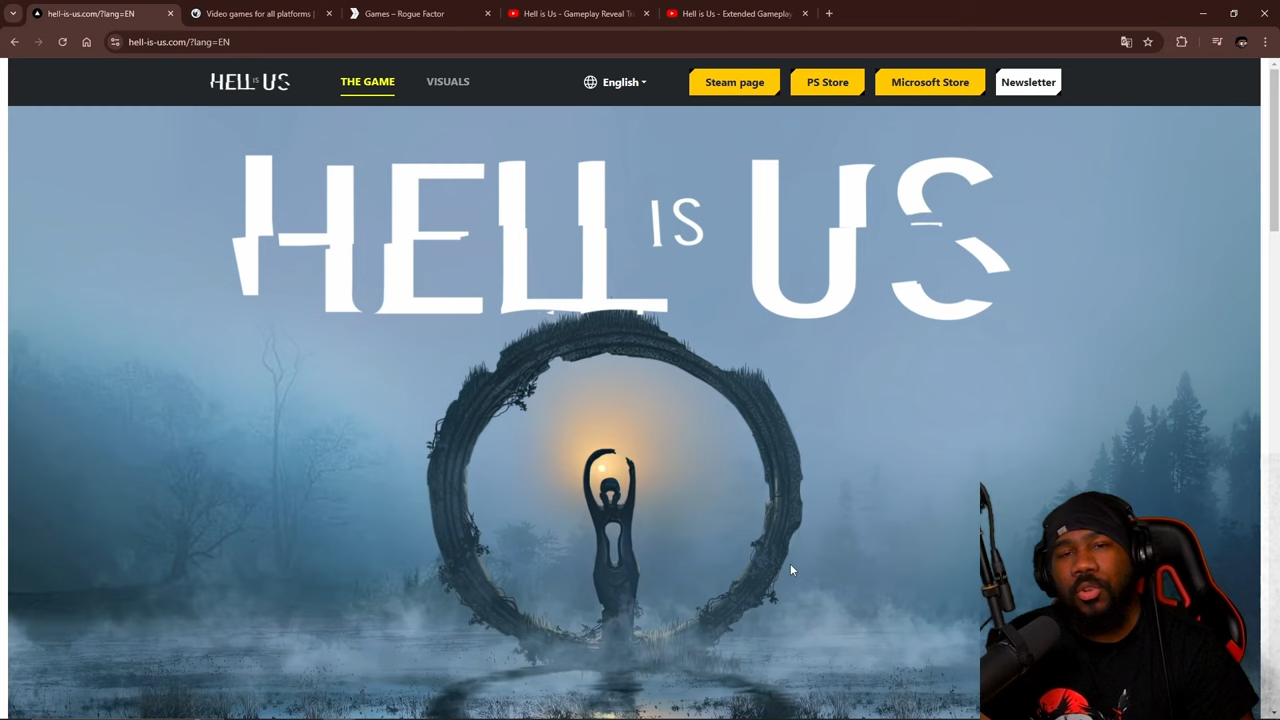 hell-is-us.com/?lang=EN
Video games for all platforms |
Games – Rogue Factor
Hell is Us - Gameplay Reveal Tr
Hell is Us - Extended Gameplay
hell-is-us.com/?lang=EN
HELL IS US
THE GAME
VISUALS
English
Steam page
PS Store
Microsoft Store
Newsletter
HELL IS US